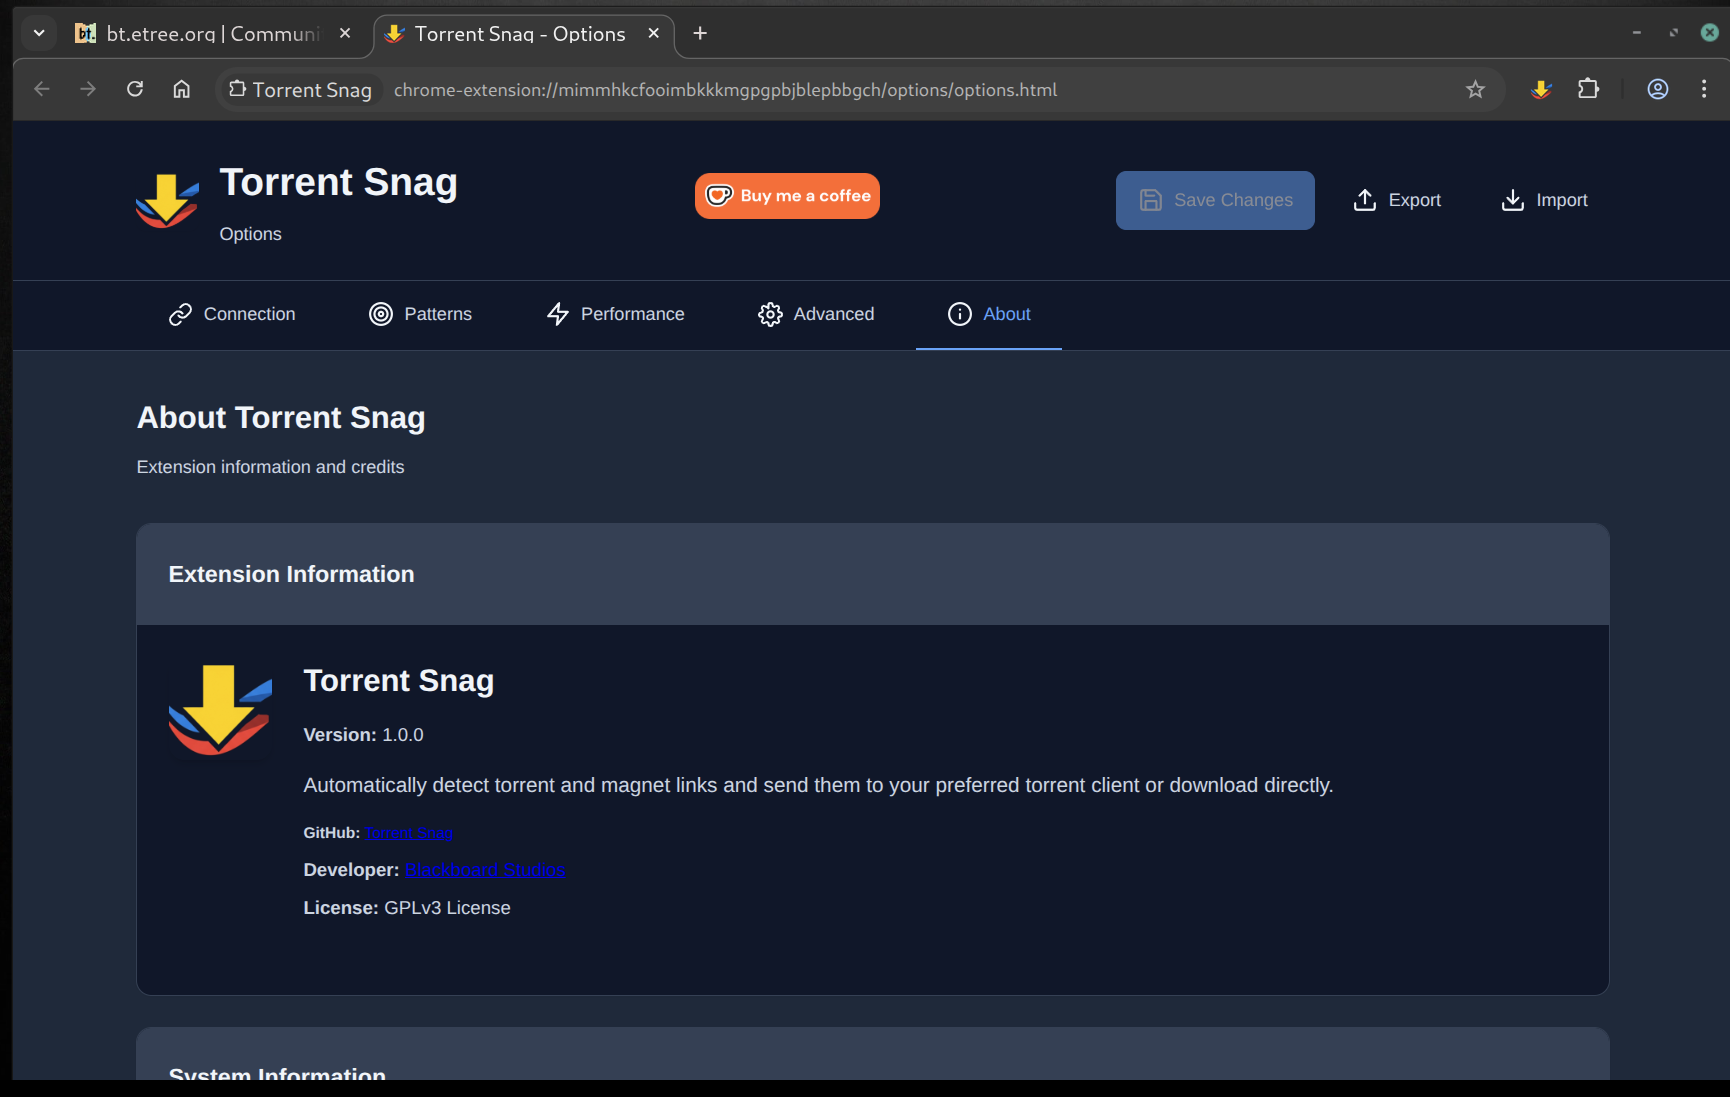 bt.etree.org | Communi
Torrent Snag - Options
Torrent Snag
chrome-extension://mimmhkcfooimbkkkmgpgpbjblepbbgch/options/options.html
Torrent Snag
Options
Buy me a coffee
Save Changes
Export
Import
Connection
Patterns
Performance
Advanced
About
About Torrent Snag
Extension information and credits
Extension Information
Torrent Snag
Version: 1.0.0
Automatically detect torrent and magnet links and send them to your preferred torrent client or download directly.
GitHub: Torrent Snag
Developer: Blackboard Studios
License: GPLv3 License
System Information